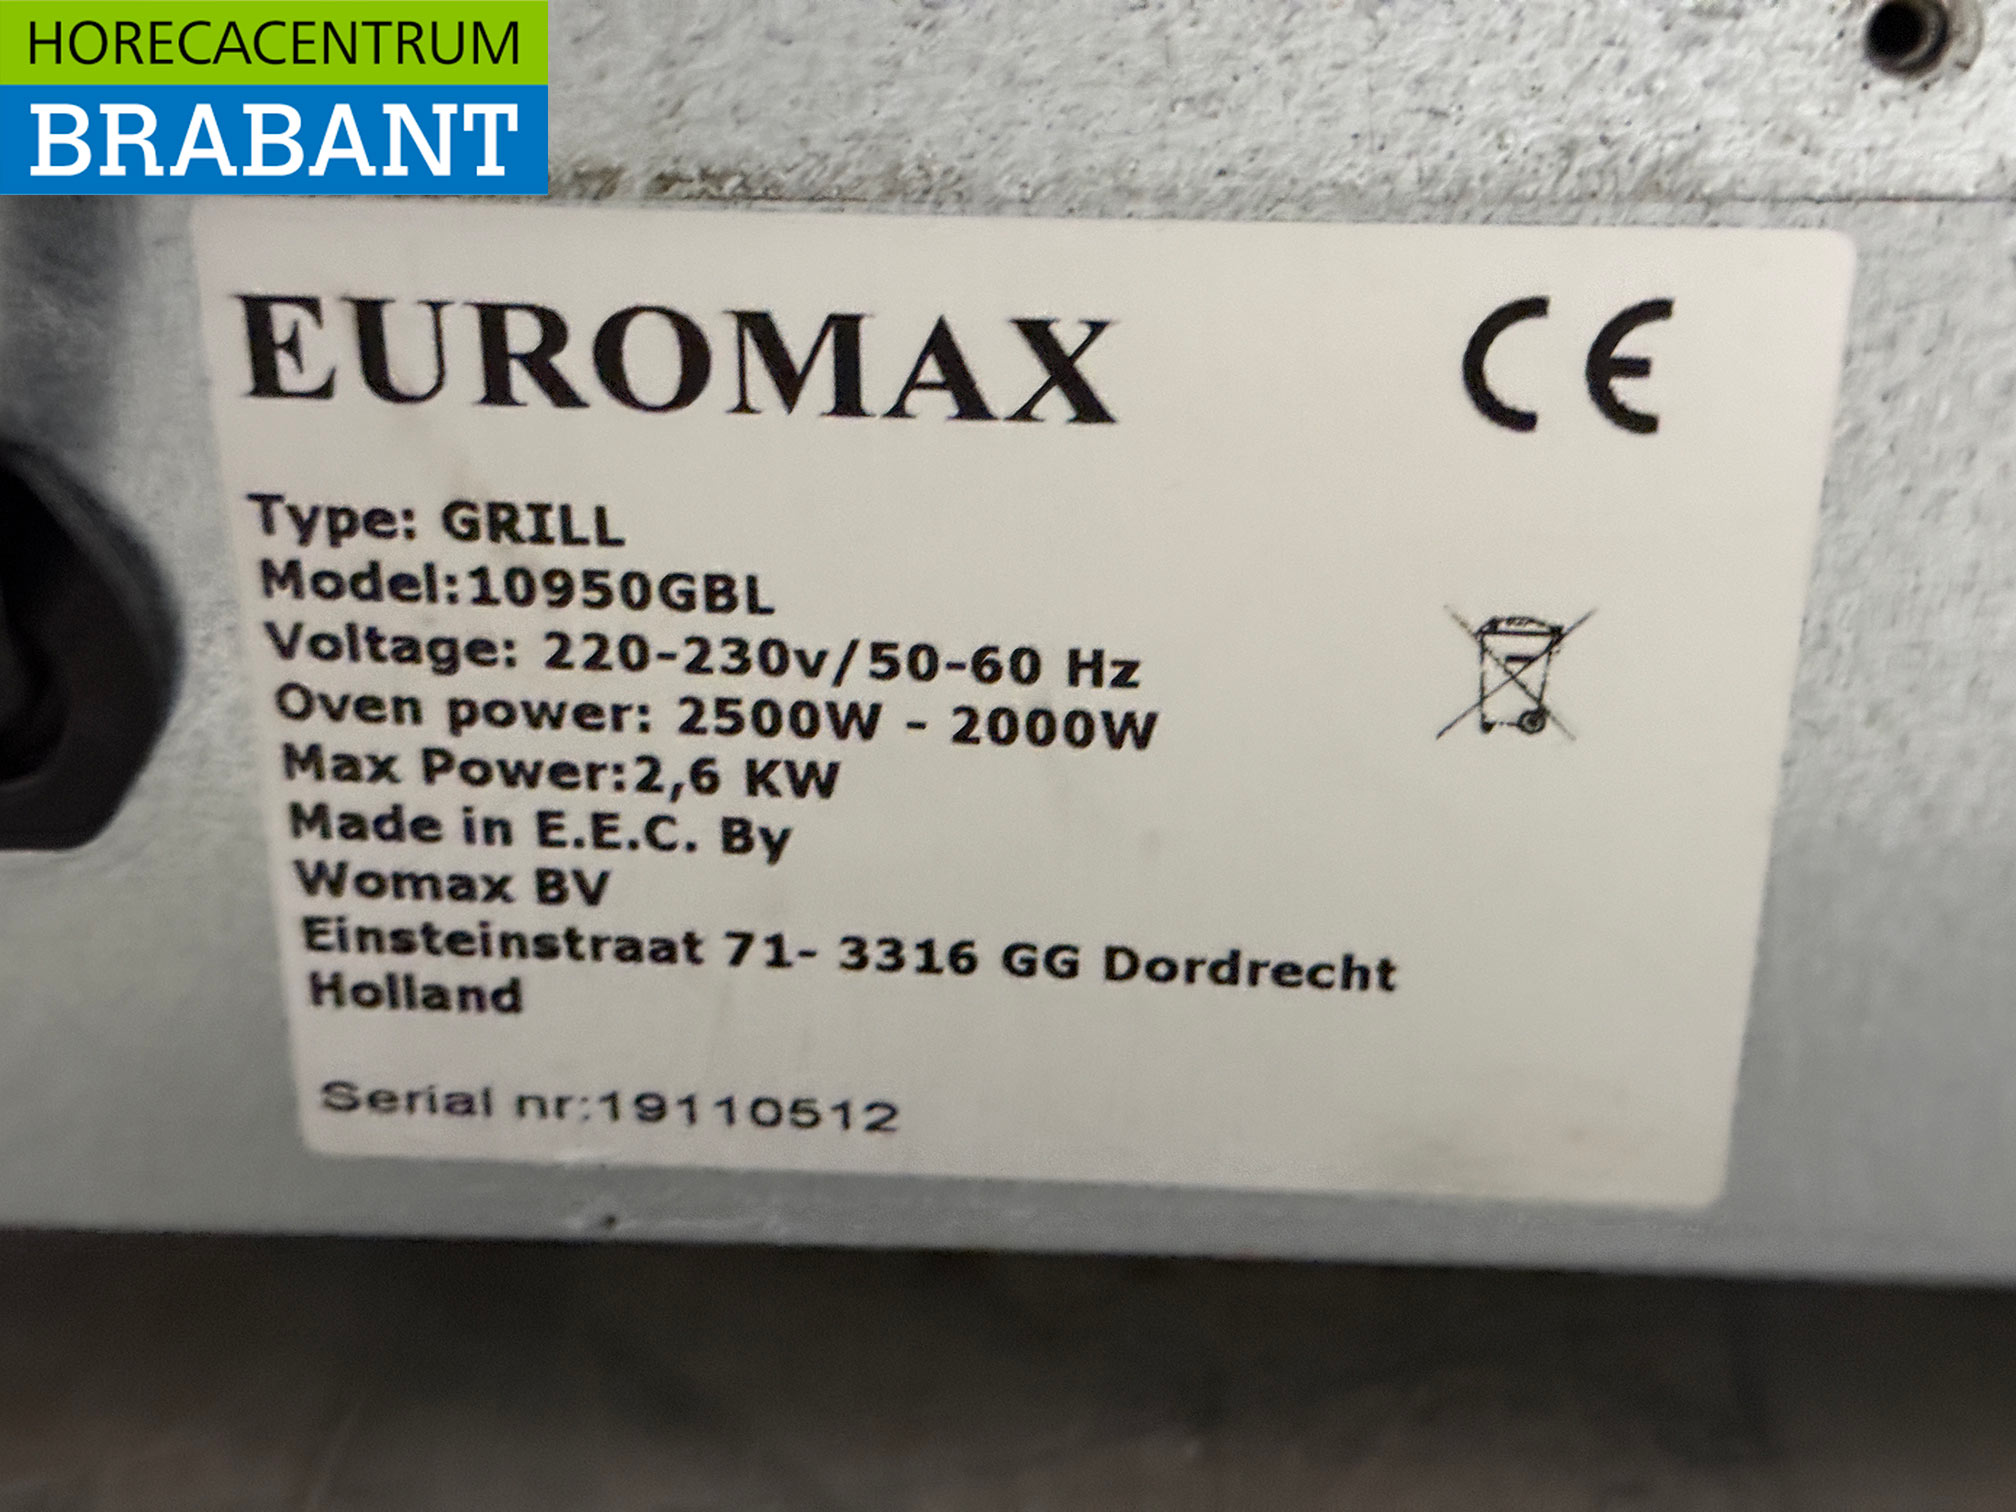 HORECACENTRUM
BRABANT
EUROMAX
CE
Type: GRILL
Model:10950GBL
Voltage: 220-230v/50-60 Hz
Oven power: 2500W - 2000W
Max Power:2,6 KW
Made in E.E.C. By
Womax BV
Einsteinstraat 71- 3316 GG Dordrecht
Holland
Serial nr:19110512